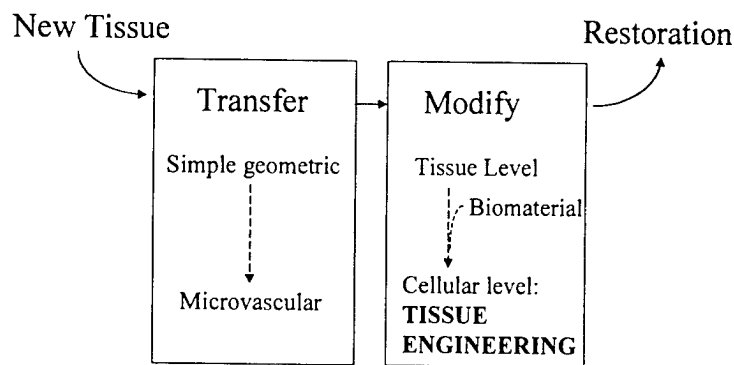 New Tissue
Restoration
Transfer
Modify
Simple geometric
Tissue Level
Biomaterial
Microvascular
Cellular level:
TISSUE
ENGINEERING